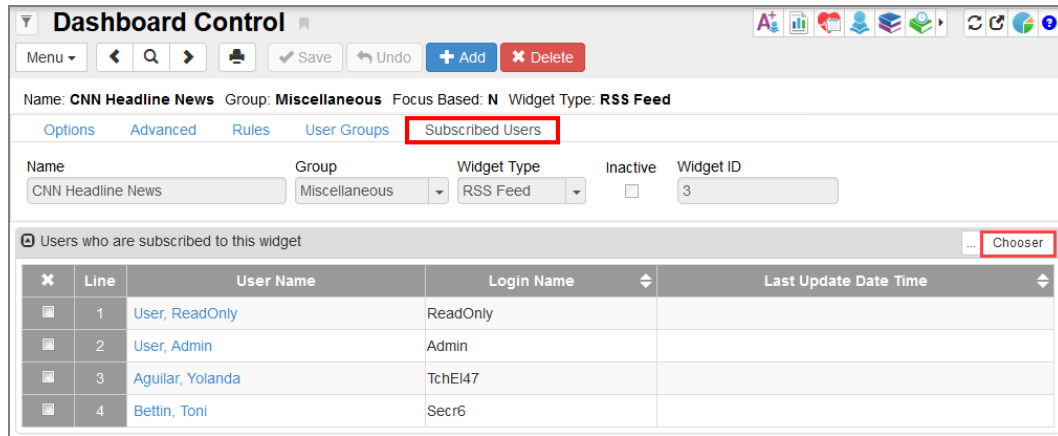 Dashboard Control
Menu Save Undo Add Delete
Name: CNN Headline News Group: Miscellaneous Focus Based: N Widget Type: RSS Feed
Options Advanced Rules User Groups Subscribed Users
Name Group Widget Type Inactive Widget ID
CNN Headline News Miscellaneous RSS Feed 3
Users who are subscribed to this widget ... Chooser
Line User Name Login Name Last Update Date Time
1 User, ReadOnly ReadOnly
2 User, Admin Admin
3 Aguilar, Yolanda TchEl47
4 Bettin, Toni Secr6